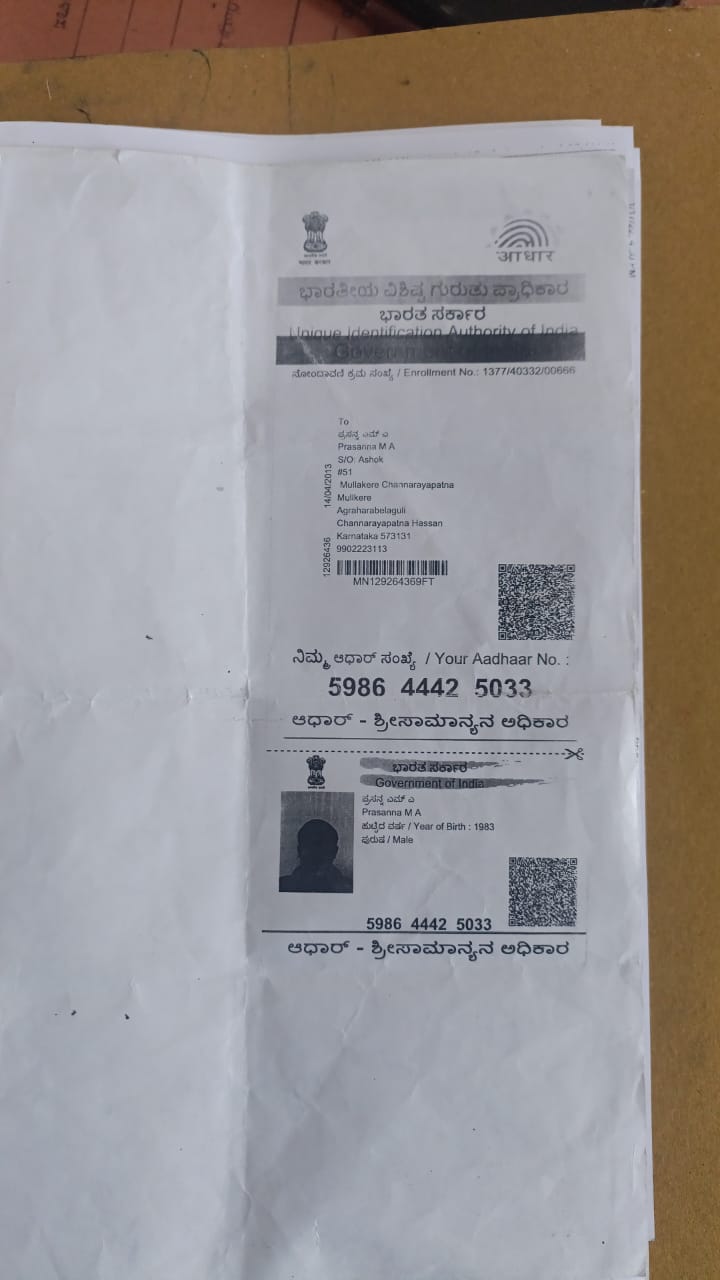 आधार
ಭಾರತೀಯ ವಿಶಿಷ್ಟ ಗುರುತು ಪ್ರಾಧಿಕಾರ
ಭಾರತ ಸರ್ಕಾರ
Unique Identification Authority of India
Government
ನೋಂದಾವಣೆ ಕ್ರಮ ಸಂಖ್ಯೆ / Enrollment No.: 1377/40332/00666
To
ಪ್ರಸನ್ನ ಎಮ್ ಎ
Prasanna M A
S/O: Ashok
#51
Mullakere Channarayapatna
Mullkere
Agraharabelaguli
Channarayapatna Hassan
Karnataka 573131
9902223113
14/04/2013
12926436
MN129264369FT
ನಿಮ್ಮ ಆಧಾರ್ ಸಂಖ್ಯೆ / Your Aadhaar No. :
5986 4442 5033
ಆಧಾರ್ - ಶ್ರೀಸಾಮಾನ್ಯನ ಅಧಿಕಾರ
ಭಾರತ ಸರ್ಕಾರ
Government of India
ಪ್ರಸನ್ನ ಎಮ್ ಎ
Prasanna M A
ಹುಟ್ಟಿದ ವರ್ಷ / Year of Birth : 1983
ಪುರುಷ / Male
5986 4442 5033
ಆಧಾರ್ - ಶ್ರೀಸಾಮಾನ್ಯನ ಅಧಿಕಾರ